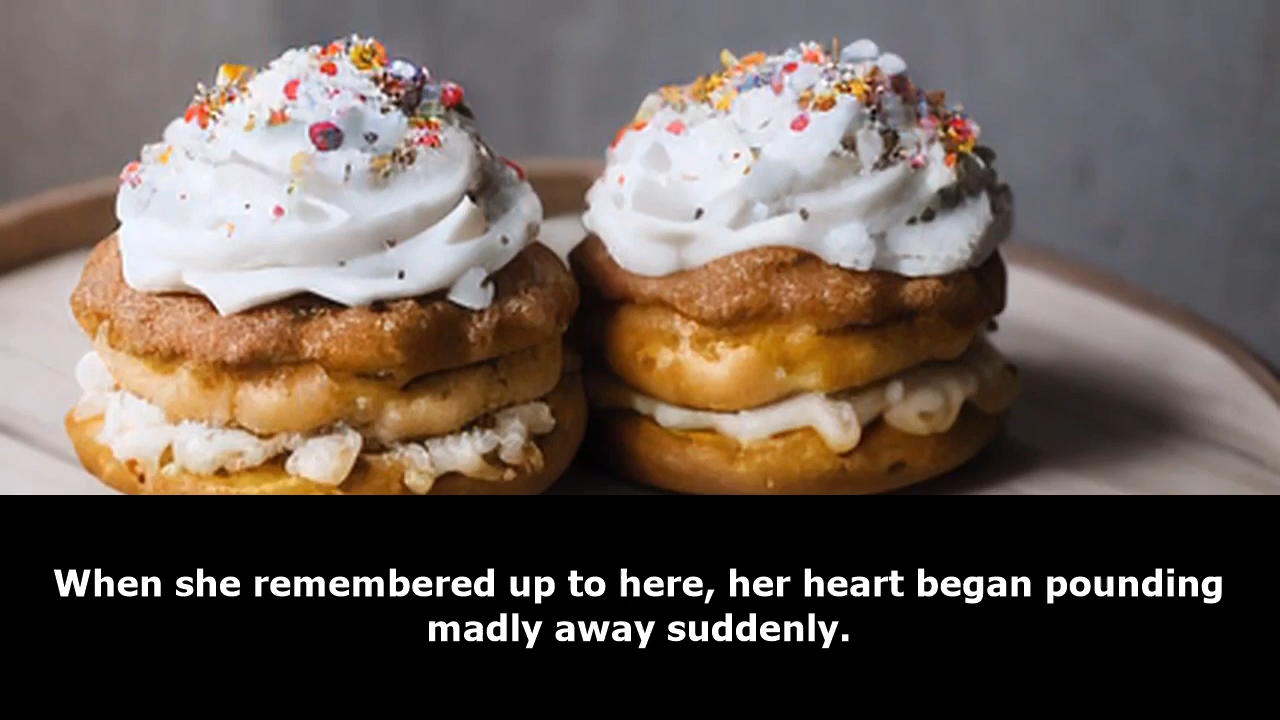 When she remembered up to here, her heart began pounding
madly away suddenly.